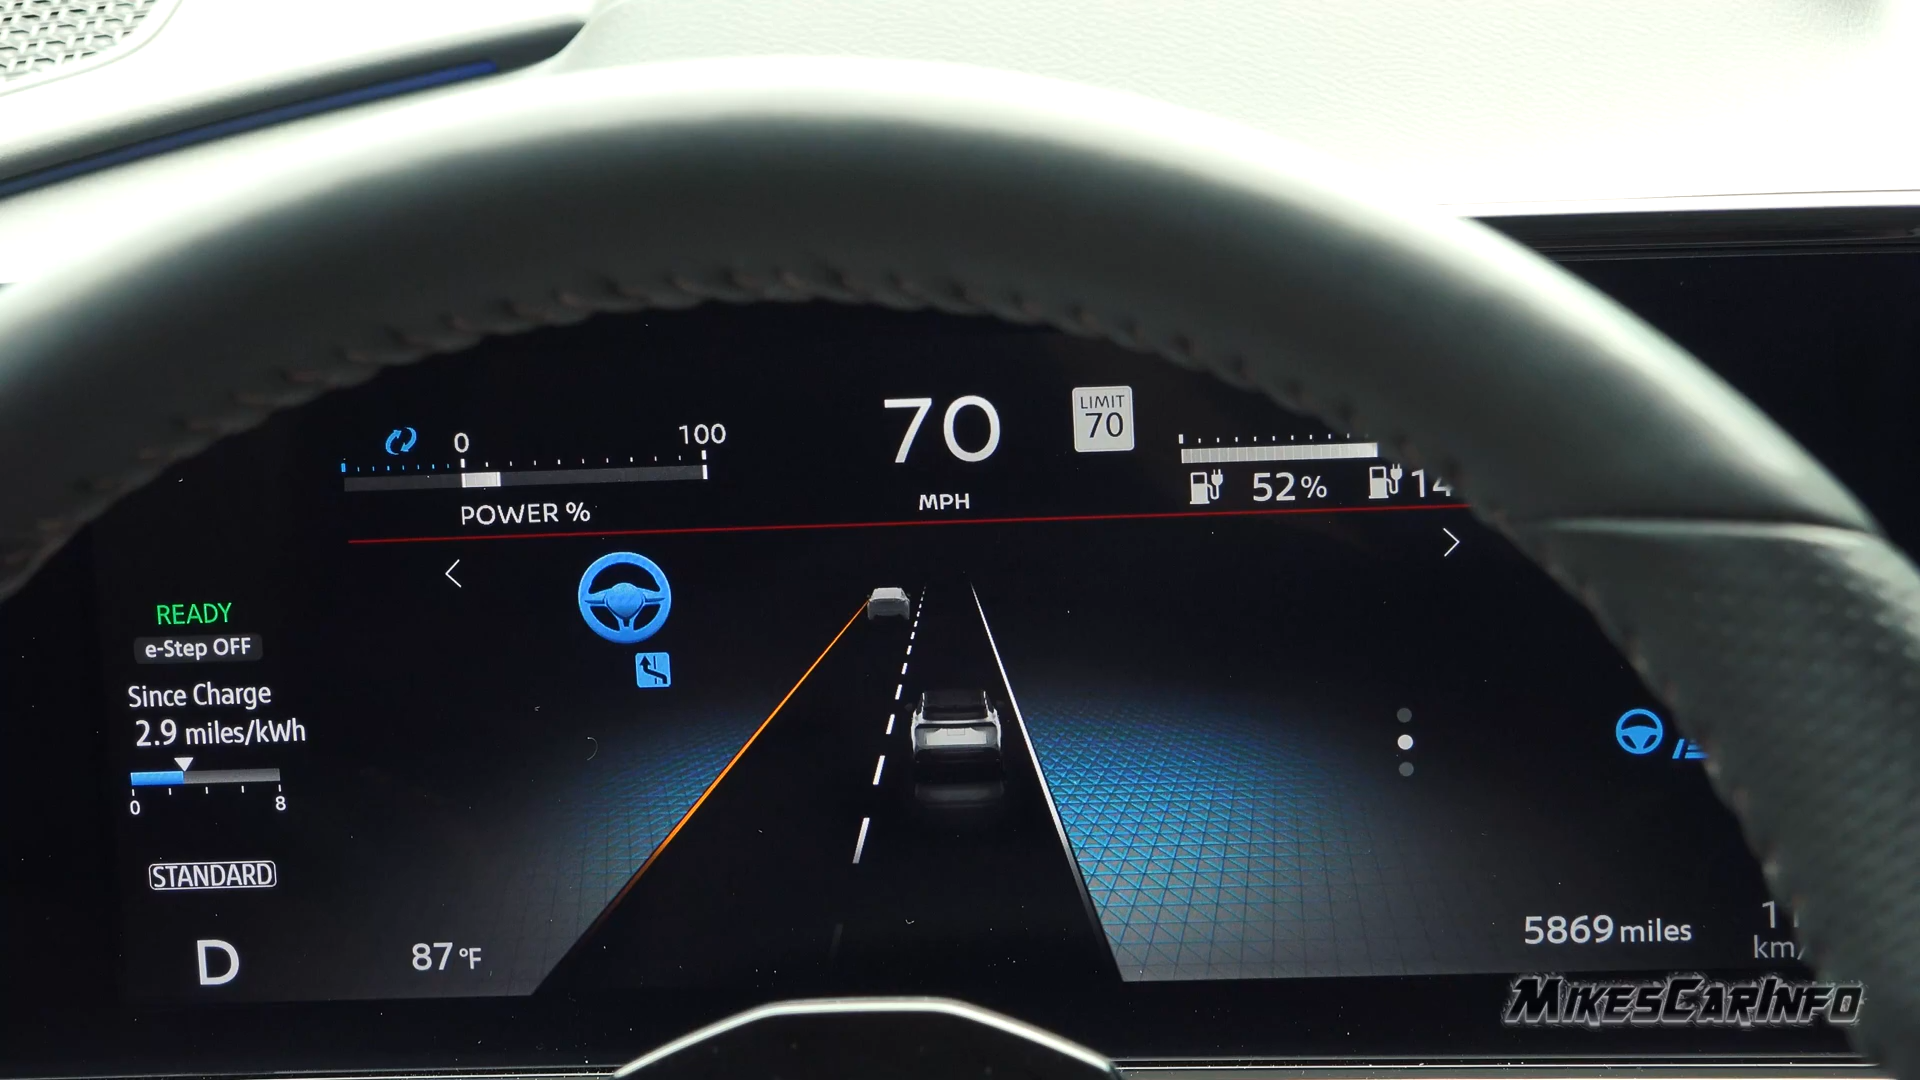 70
LIMIT
70
0
100
POWER %
MPH
52%
READY
e-Step OFF
Since Charge
2.9 miles/kWh
0
8
STANDARD
D
87 °F
5869 miles
km/
MIKESCARINFO